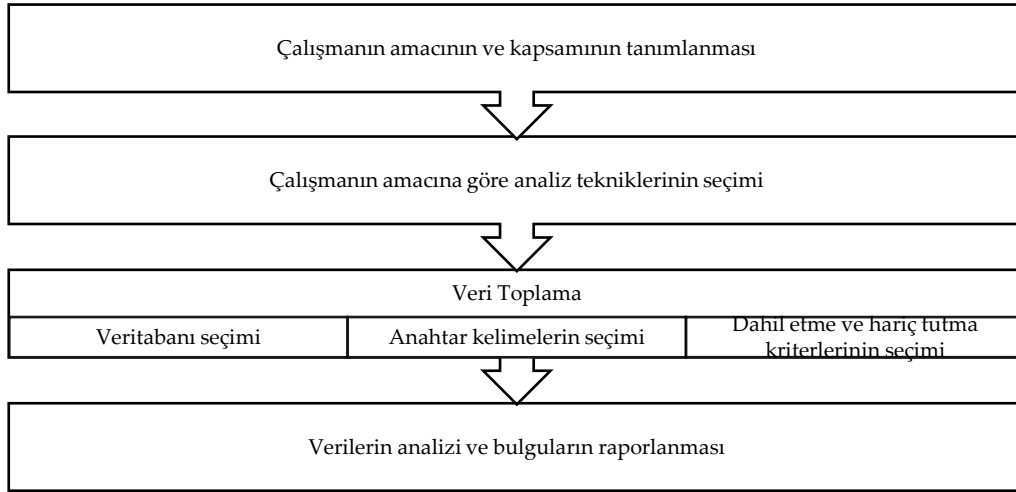 Çalışmanın amacının ve kapsamının tanımlanması
Çalışmanın amacına göre analiz tekniklerinin seçimi
Veri Toplama
Veritabanı seçimi
Anahtar kelimelerin seçimi
Dahil etme ve hariç tutma
kriterlerinin seçimi
Verilerin analizi ve bulguların raporlanması